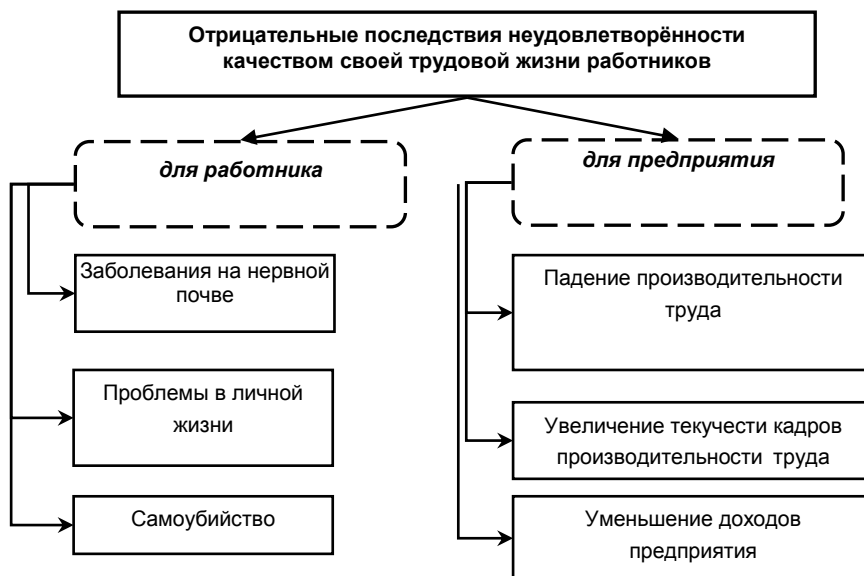 Отрицательные последствия неудовлетворённости
качеством своей трудовой жизни работников
для работника
для предприятия
Заболевания на нервной
почве
Проблемы в личной
жизни
Самоубийство
Падение производительности
труда
Увеличение текучести кадров
производительности труда
Уменьшение доходов
предприятия